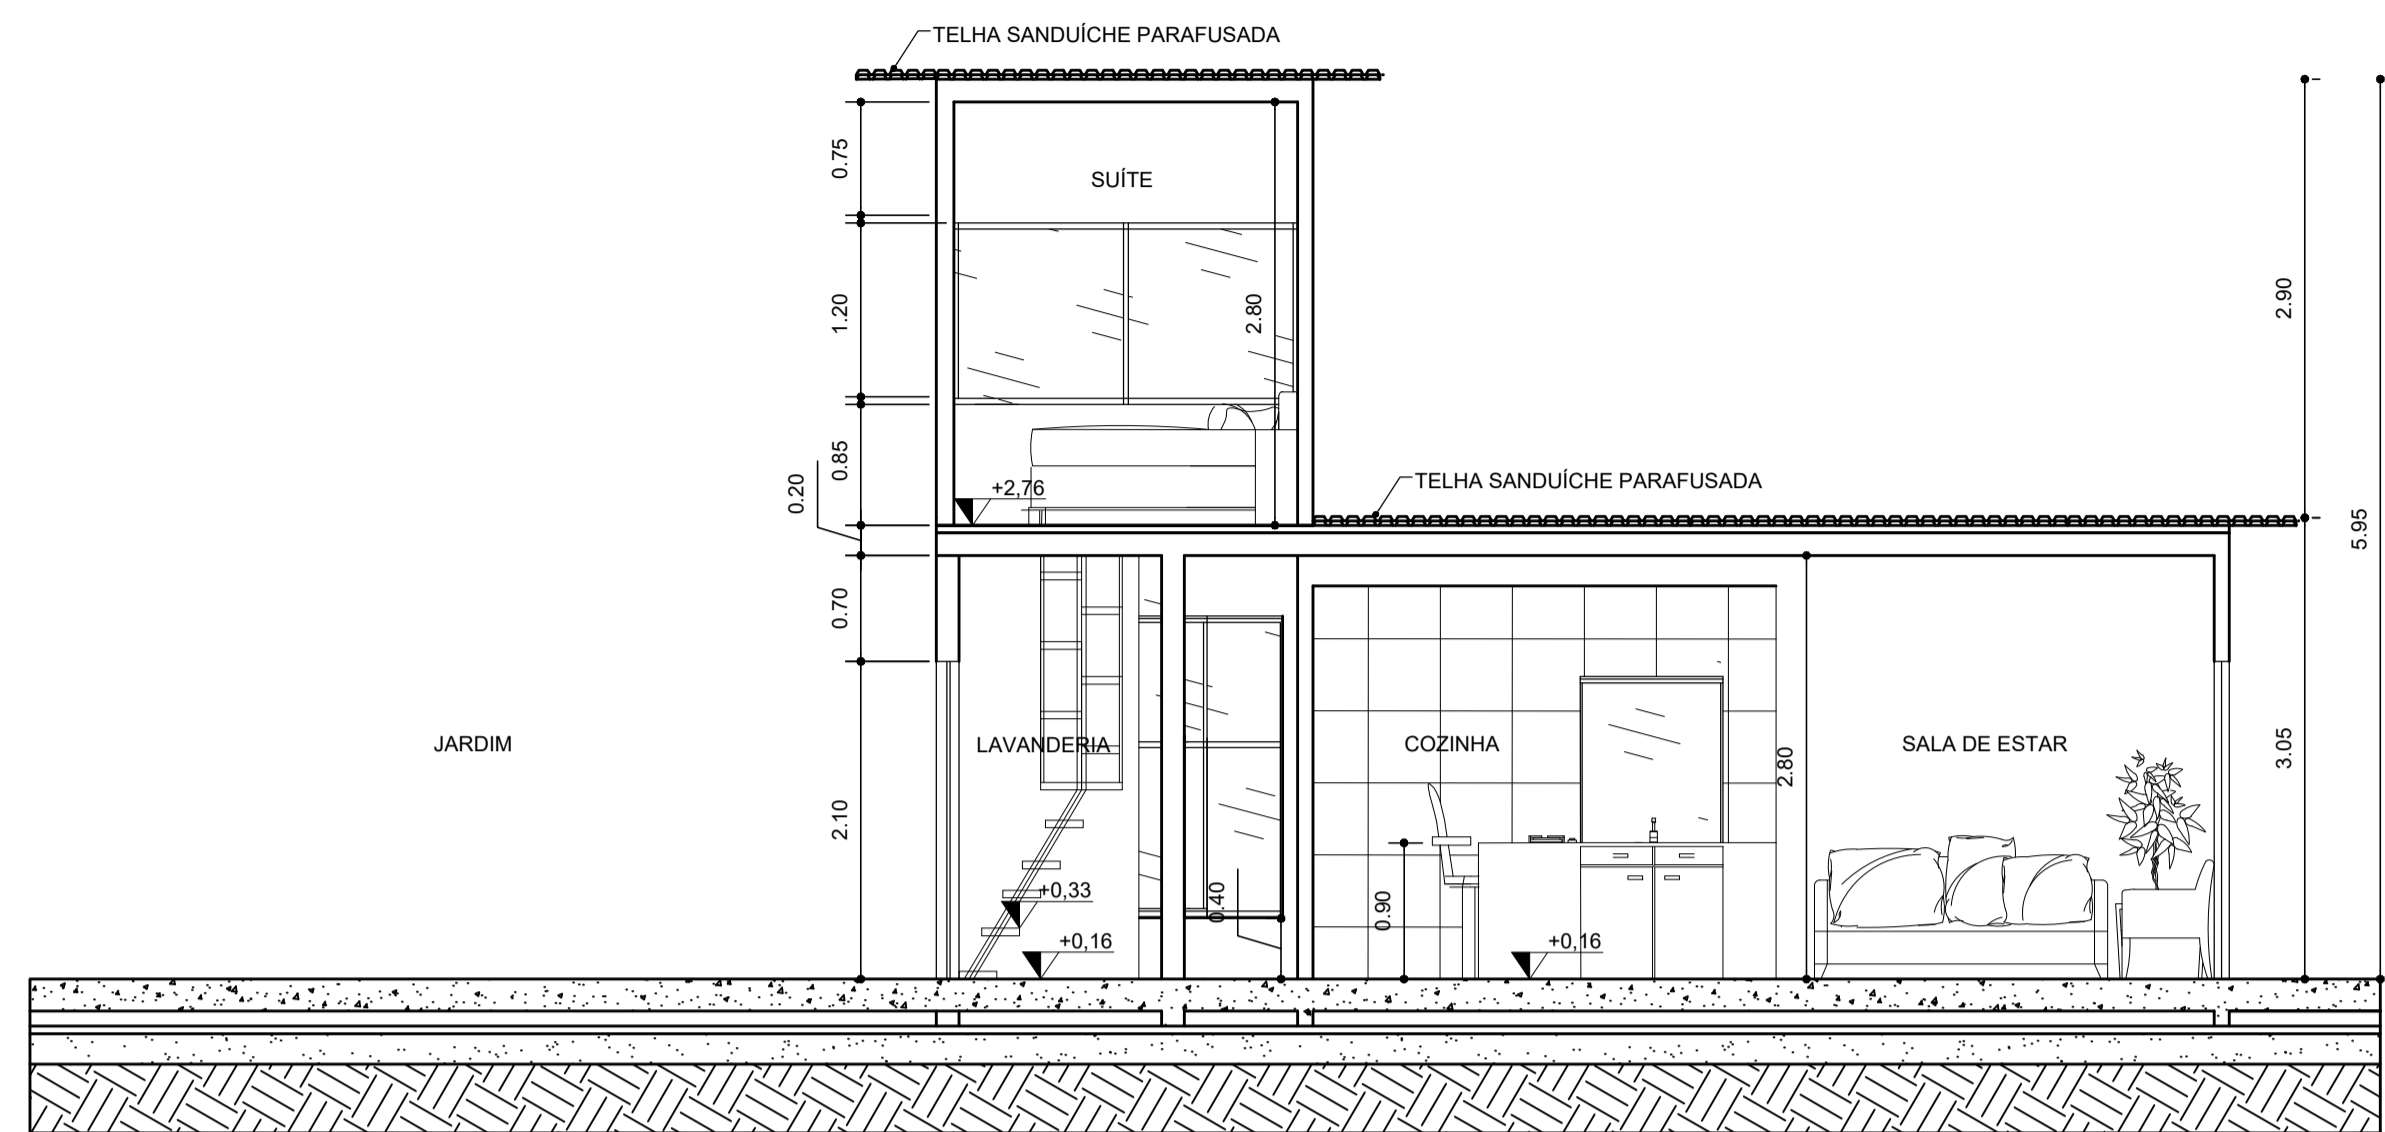 TELHA SANDUÍCHE PARAFUSADA
0.75
SUÍTE
1.20
2.80
2.90
0.85
0.20
+2,76
TELHA SANDUÍCHE PARAFUSADA
5.95
0.70
JARDIM
LAVANDERIA
COZINHA
SALA DE ESTAR
2.80
3.05
2.10
+0,33
0.40
0.90
+0,16
+0,16